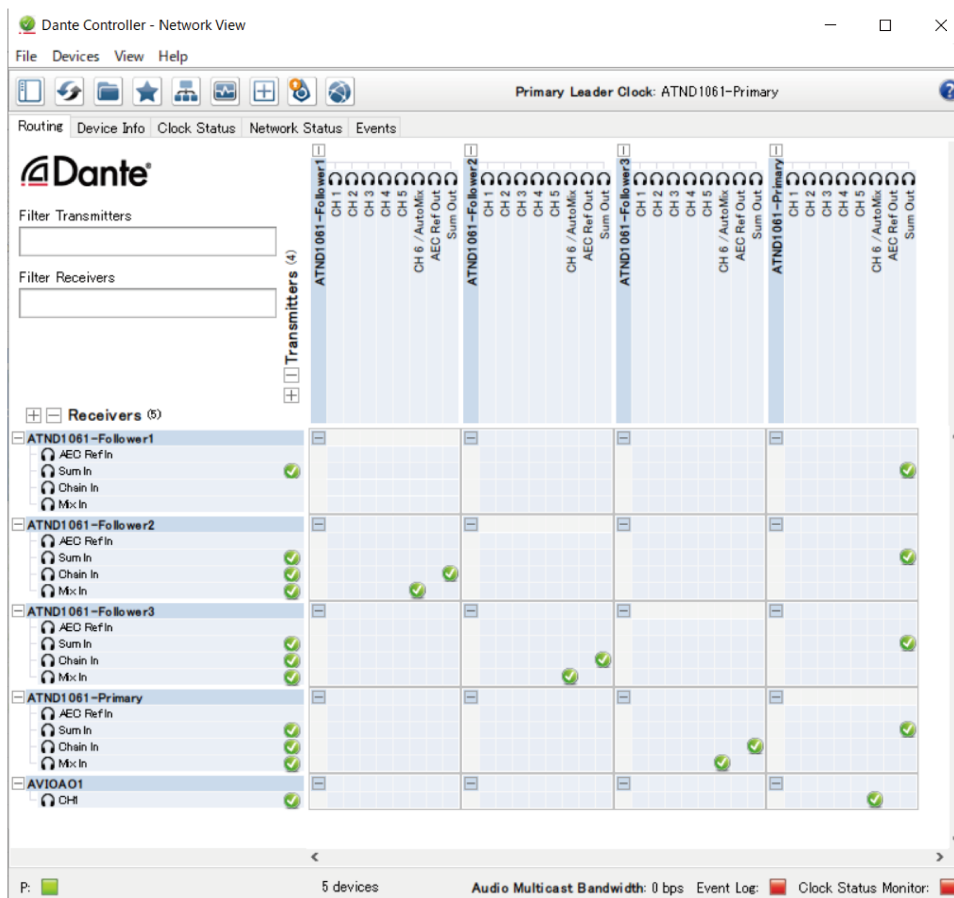 Dante Controller - Network View
File Devices View Help
Primary Leader Clock: ATND1061-Primary
?
Routing Device Info Clock Status Network Status Events
Dante®
Filter Transmitters
Filter Receivers
Transmitters (4)
ATND1061-Follower1
CH 1
CH 2
CH 3
CH 4
CH 5
CH 6 / AutoMix
AEC Ref Out
Sum Out
ATND1061-Follower2
CH 1
CH 2
CH 3
CH 4
CH 5
CH 6 / AutoMix
AEC Ref Out
Sum Out
ATND1061-Follower3
CH 1
CH 2
CH 3
CH 4
CH 5
CH 6 / AutoMix
AEC Ref Out
Sum Out
ATND1061-Primary
CH 1
CH 2
CH 3
CH 4
CH 5
CH 6 / AutoMix
AEC Ref Out
Sum Out
Receivers (5)
ATND1061-Follower1
AEC Ref In
Sum In
Chain In
Mix In
ATND1061-Follower2
AEC Ref In
Sum In
Chain In
Mix In
ATND1061-Follower3
AEC Ref In
Sum In
Chain In
Mix In
ATND1061-Primary
AEC Ref In
Sum In
Chain In
Mix In
AVIOAO1
CH1
P: 5 devices Audio Multicast Bandwidth: 0 bps Event Log: Clock Status Monitor: